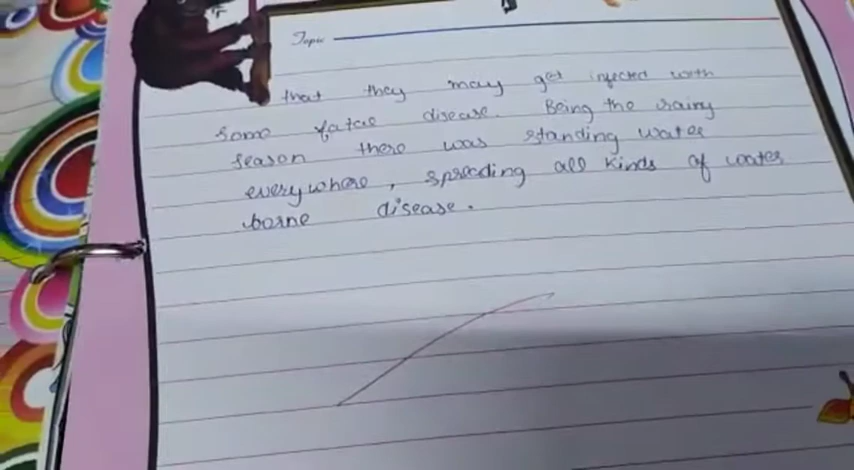 Topic
that they may get infected with
some fatal disease. Being the rainy
season there was standing water
everywhere, spreading all kinds of water
borne disease.